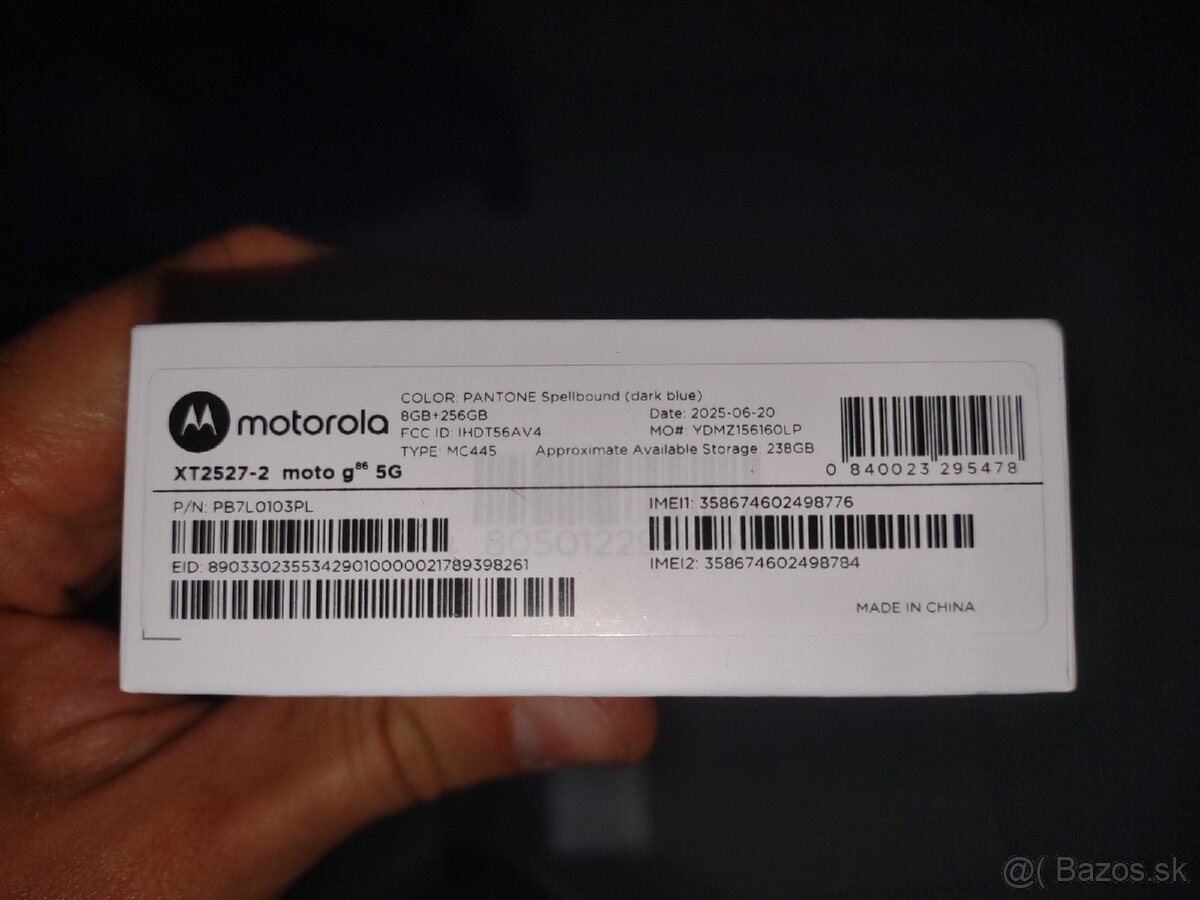 motorola
COLOR: PANTONE Spellbound (dark blue)
8GB+256GB
Date: 2025-06-20
FCC ID: IHDT56AV4
MO#: YDMZ156160LP
TYPE: MC445
Approximate Available Storage: 238GB
XT2527-2 moto g86 5G
0 840023 295478
P/N: PB7L0103PL
IMEI1: 358674602498776
EID: 89033023553429010000021789398261
IMEI2: 358674602498784
MADE IN CHINA
@( Bazos.sk